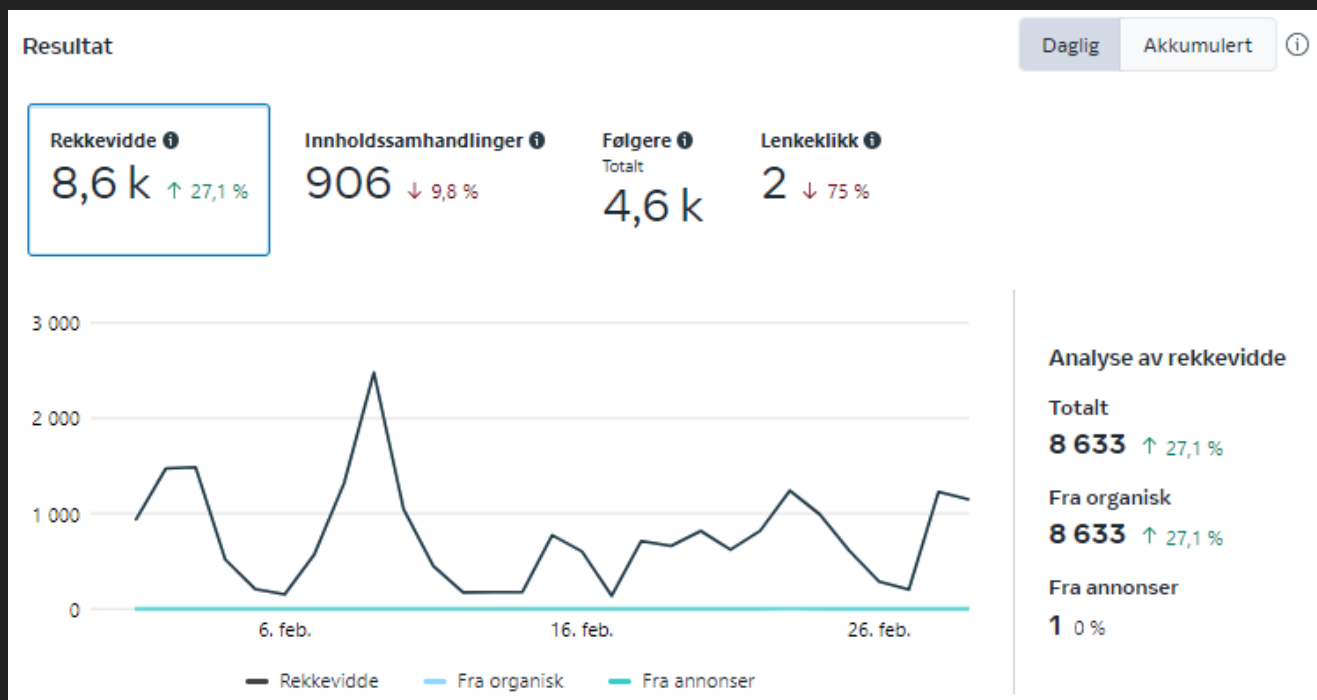 Resultat
Daglig
Akkumulert
Rekkevidde
8,6 k ↑ 27,1 %
Innholdssamhandlinger
906 ↓ 9,8 %
Følgere
Totalt
4,6 k
Lenkeklikk
2 ↓ 75 %
3 000
2 000
1 000
0
6. feb.
16. feb.
26. feb.
Rekkevidde
Fra organisk
Fra annonser
Analyse av rekkevidde
Totalt
8 633 ↑ 27,1 %
Fra organisk
8 633 ↑ 27,1 %
Fra annonser
1 0 %